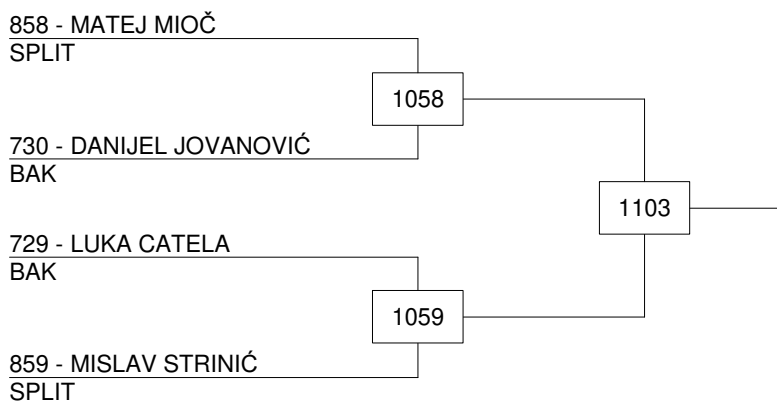 858 - MATEJ MIOČ
SPLIT
1058
730 - DANIJEL JOVANOVIĆ
BAK
1103
729 - LUKA CATELA
BAK
1059
859 - MISLAV STRINIĆ
SPLIT